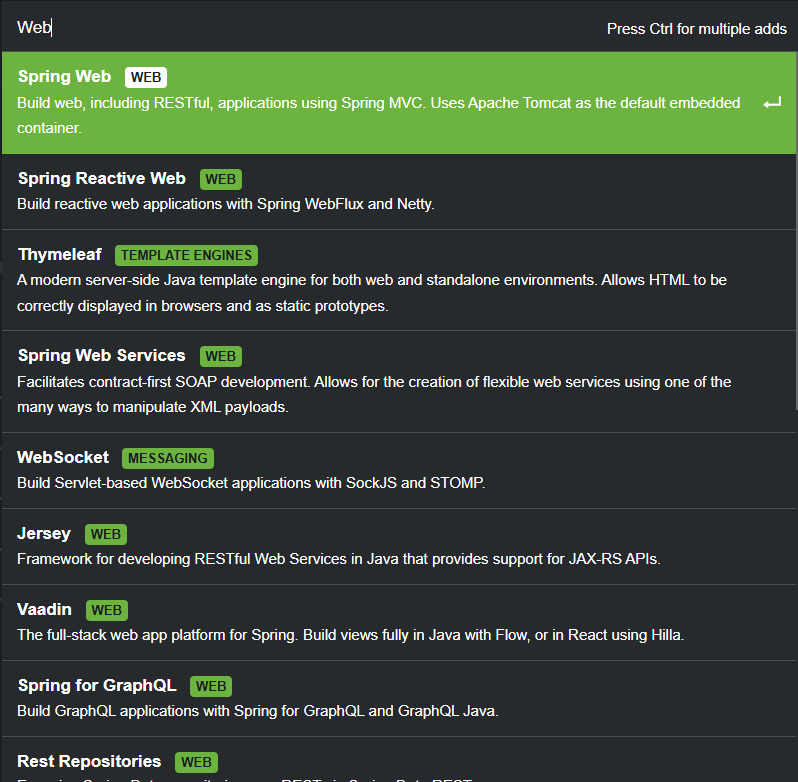 Web
Press Ctrl for multiple adds
Spring Web WEB
Build web, including RESTful, applications using Spring MVC. Uses Apache Tomcat as the default embedded
container.
Spring Reactive Web WEB
Build reactive web applications with Spring WebFlux and Netty.
Thymeleaf TEMPLATE ENGINES
A modern server-side Java template engine for both web and standalone environments. Allows HTML to be
correctly displayed in browsers and as static prototypes.
Spring Web Services WEB
Facilitates contract-first SOAP development. Allows for the creation of flexible web services using one of the
many ways to manipulate XML payloads.
WebSocket MESSAGING
Build Servlet-based WebSocket applications with SockJS and STOMP.
Jersey WEB
Framework for developing RESTful Web Services in Java that provides support for JAX-RS APIs.
Vaadin WEB
The full-stack web app platform for Spring. Build views fully in Java with Flow, or in React using Hilla.
Spring for GraphQL WEB
Build GraphQL applications with Spring for GraphQL and GraphQL Java.
Rest Repositories WEB